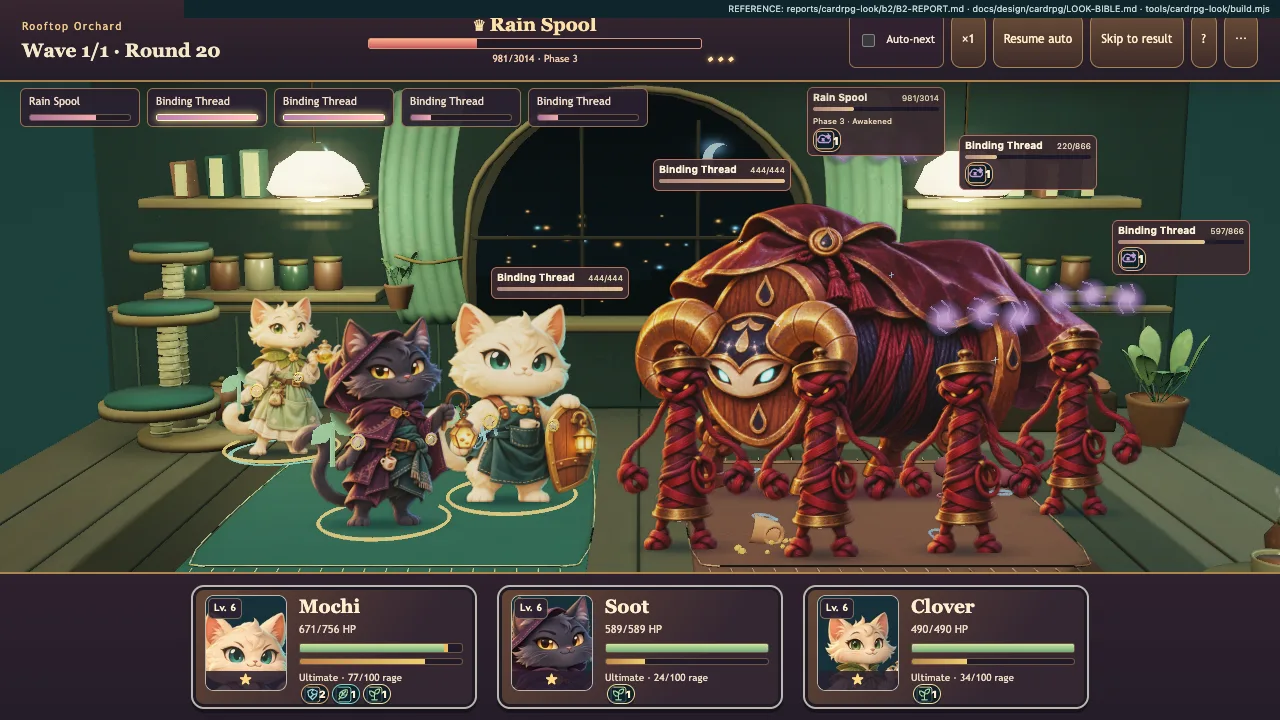 REFERENCE: reports/cardrpg-look/b2/B2-REPORT.md · docs/design/cardrpg/LOOK-BIBLE.md · tools/cardrpg-look/build.mjs
Rooftop Orchard
Wave 1/1 · Round 20
Rain Spool
981/3014 · Phase 3
Auto-next
×1
Resume auto
Skip to result
?
...
Rain Spool
Binding Thread
Binding Thread
Binding Thread
Binding Thread
Rain Spool 981/3014
Phase 3 · Awakened
1
Binding Thread 220/866
1
Binding Thread 444/444
Binding Thread 597/866
1
Binding Thread 444/444
Lv. 6
Mochi
671/756 HP
Ultimate · 77/100 rage
2 1 1
Lv. 6
Soot
589/589 HP
Ultimate · 24/100 rage
1
Lv. 6
Clover
490/490 HP
Ultimate · 34/100 rage
1